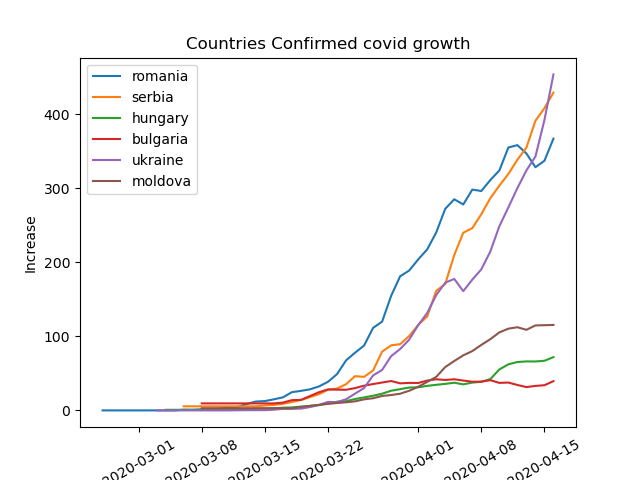 Countries Confirmed covid growth
romania
serbia
hungary
bulgaria
ukraine
moldova
Increase
400
300
200
100
0
2020-03-01
2020-03-08
2020-03-15
2020-03-22
2020-04-01
2020-04-08
2020-04-15